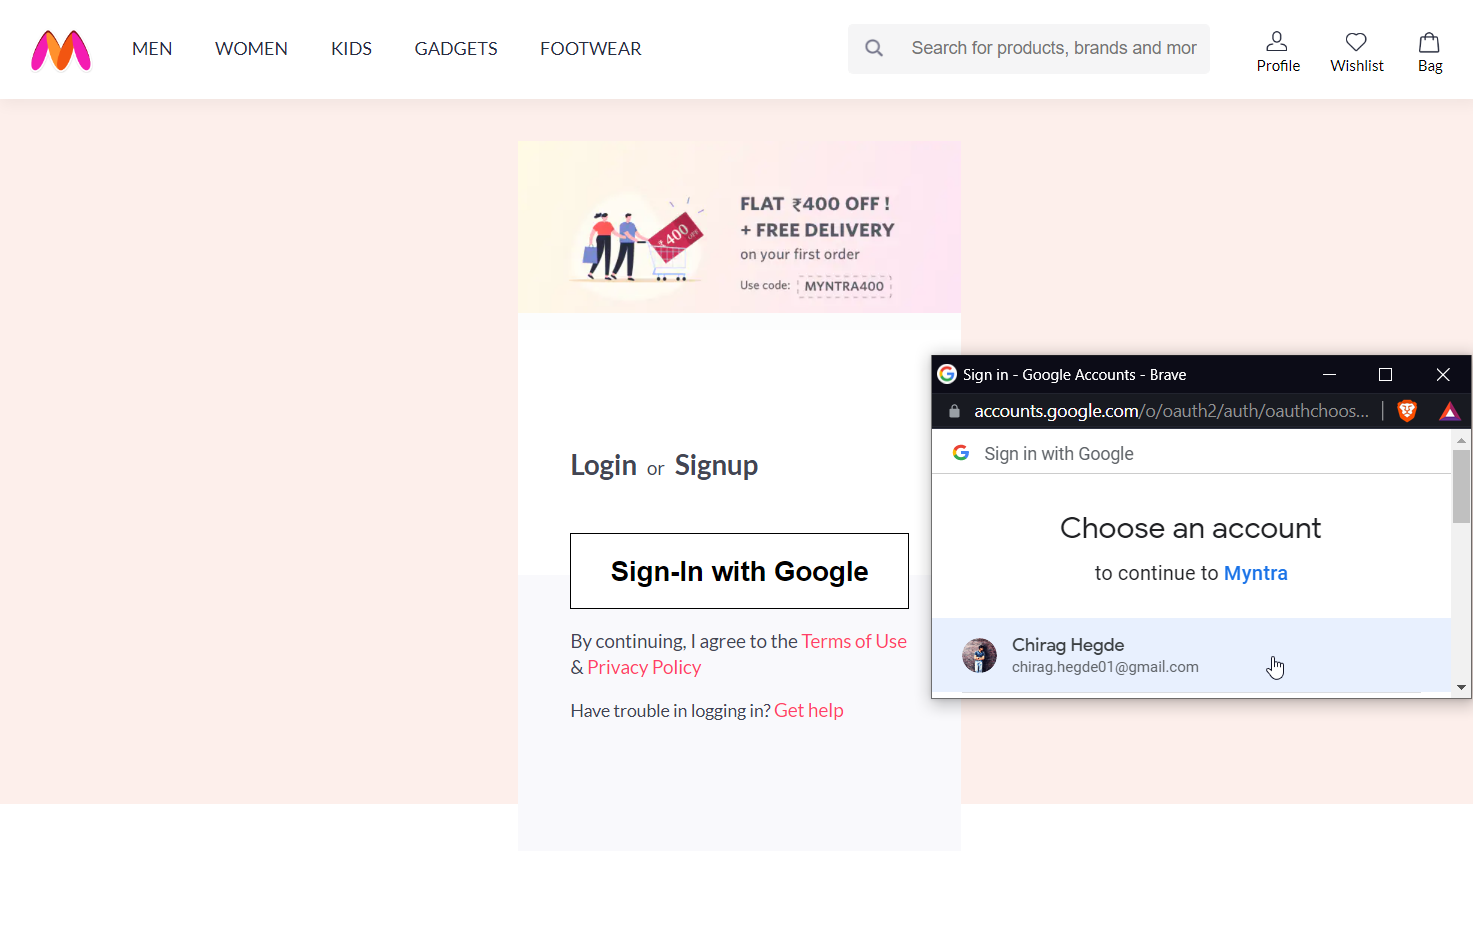 MEN WOMEN KIDS GADGETS FOOTWEAR
Search for products, brands and mor
Profile Wishlist Bag
FLAT ₹400 OFF !
+ FREE DELIVERY
on your first order
Use code: MYNTRA400
₹400 OFF
Login or Signup
Sign-In with Google
By continuing, I agree to the Terms of Use
& Privacy Policy
Have trouble in logging in? Get help
Sign in - Google Accounts - Brave
accounts.google.com/o/oauth2/auth/oauthchoos...
Sign in with Google
Choose an account
to continue to Myntra
Chirag Hegde
chirag.hegde01@gmail.com